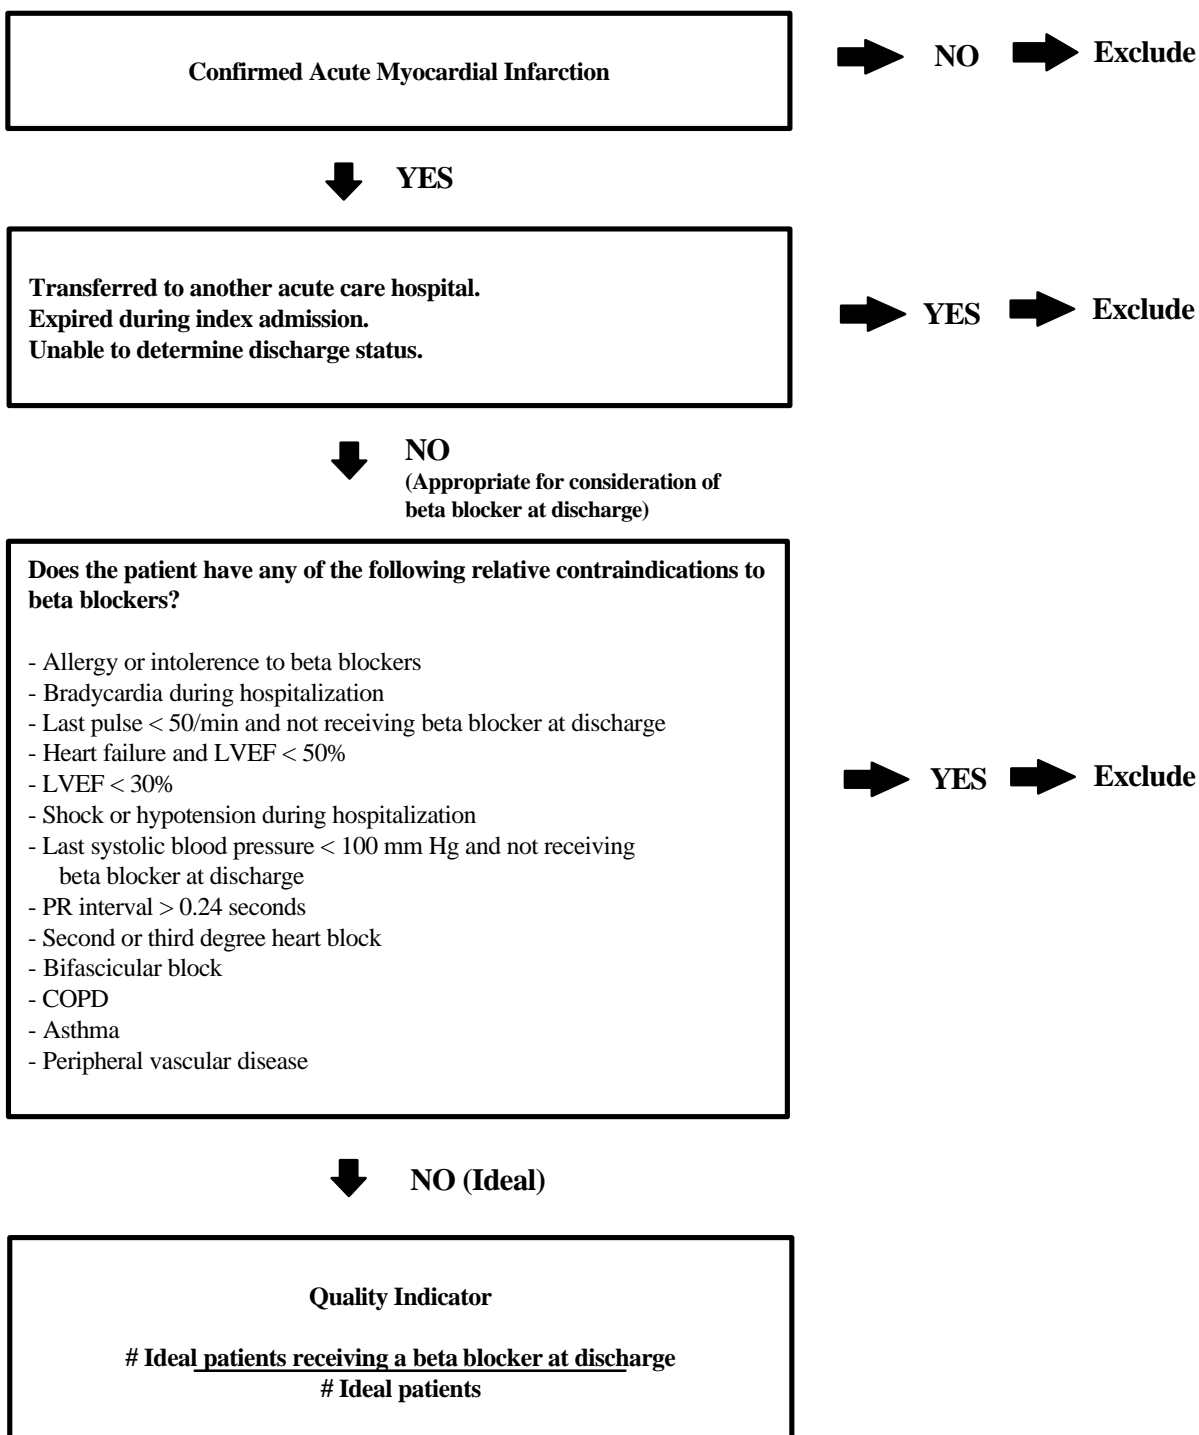 Confirmed Acute Myocardial Infarction
NO
Exclude
YES
Transferred to another acute care hospital.
Expired during index admission.
Unable to determine discharge status.
YES
Exclude
NO
(Appropriate for consideration of
beta blocker at discharge)
Does the patient have any of the following relative contraindications to
beta blockers?
- Allergy or intolerence to beta blockers
- Bradycardia during hospitalization
- Last pulse < 50/min and not receiving beta blocker at discharge
- Heart failure and LVEF < 50%
- LVEF < 30%
- Shock or hypotension during hospitalization
- Last systolic blood pressure < 100 mm Hg and not receiving
beta blocker at discharge
- PR interval > 0.24 seconds
- Second or third degree heart block
- Bifascicular block
- COPD
- Asthma
- Peripheral vascular disease
YES
Exclude
NO (Ideal)
Quality Indicator
# Ideal patients receiving a beta blocker at discharge
# Ideal patients